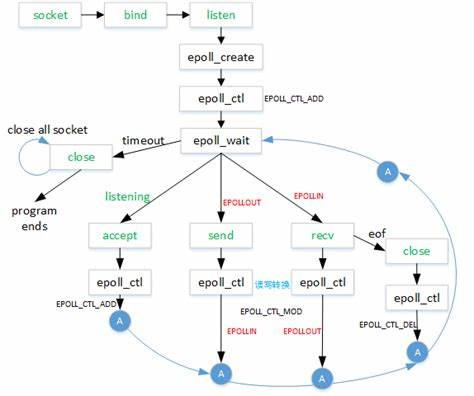 socket
bind
listen
epoll_create
epoll_ctl
EPOLL_CTL_ADD
close all socket
timeout
epoll_wait
close
A
program
ends
listening
EPOLLOUT
EPOLLIN
accept
send
recv
eof
close
epoll_ctl
epoll_ctl
读写转换
epoll_ctl
epoll_ctl
EPOLL_CTL_ADD
EPOLL_CTL_MOD
EPOLL_CTL_DEL
EPOLLIN
EPOLLOUT
A
A
A
A